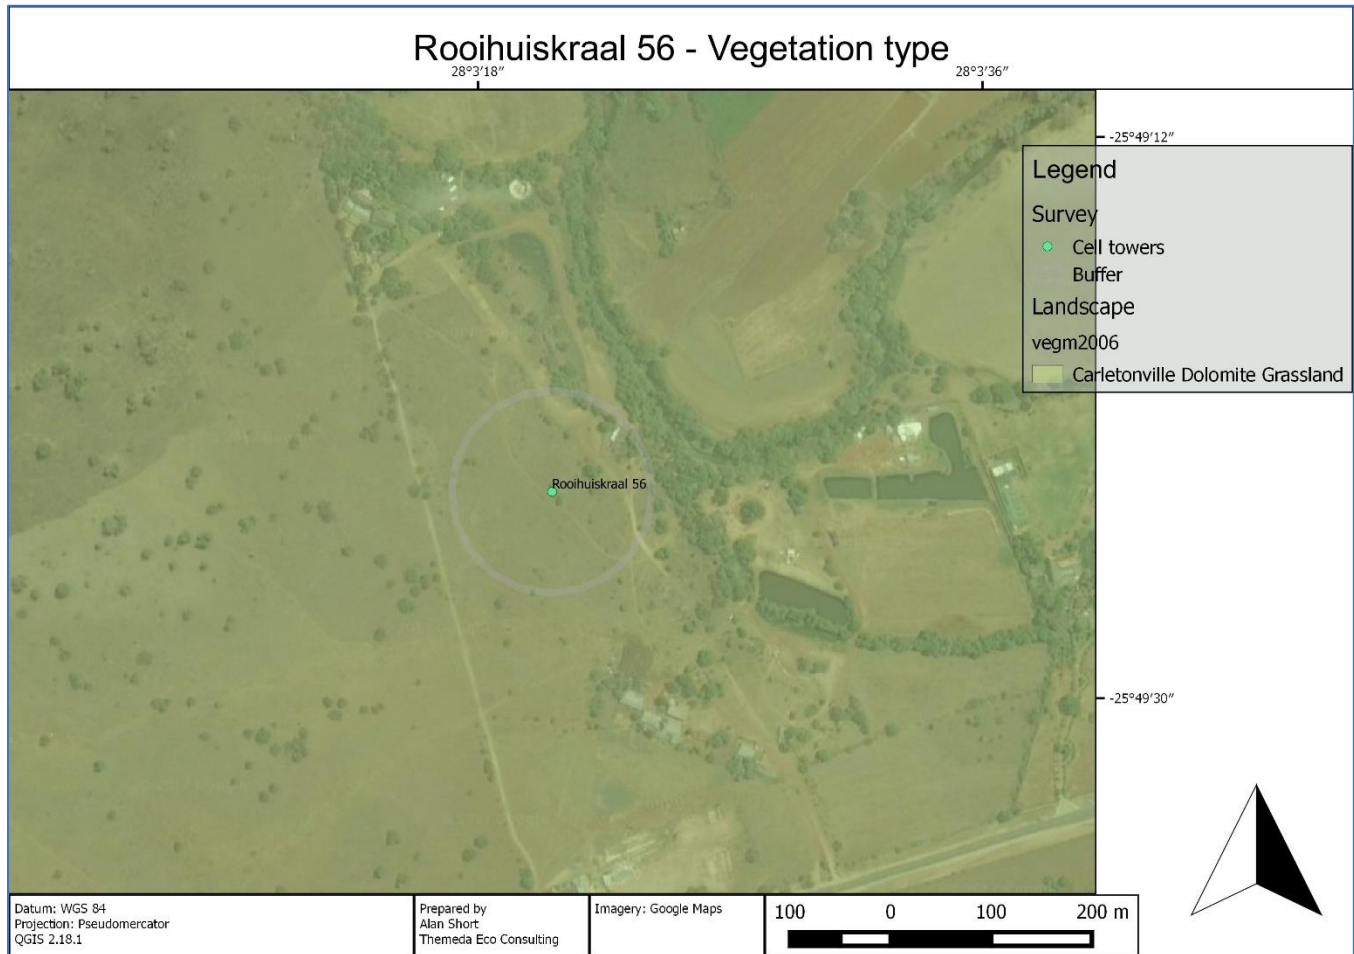 Rooihuiskraal 56 - Vegetation type
28°3′18″
28°3′36″
-25°49′12″
Legend
Survey
Cell towers
Buffer
Landscape
vegm2006
Carletonville Dolomite Grassland
Rooihuiskraal 56
-25°49′30″
Datum: WGS 84
Projection: Pseudomercator
QGIS 2.18.1
Prepared by
Alan Short
Themeda Eco Consulting
Imagery: Google Maps
100 0 100 200 m